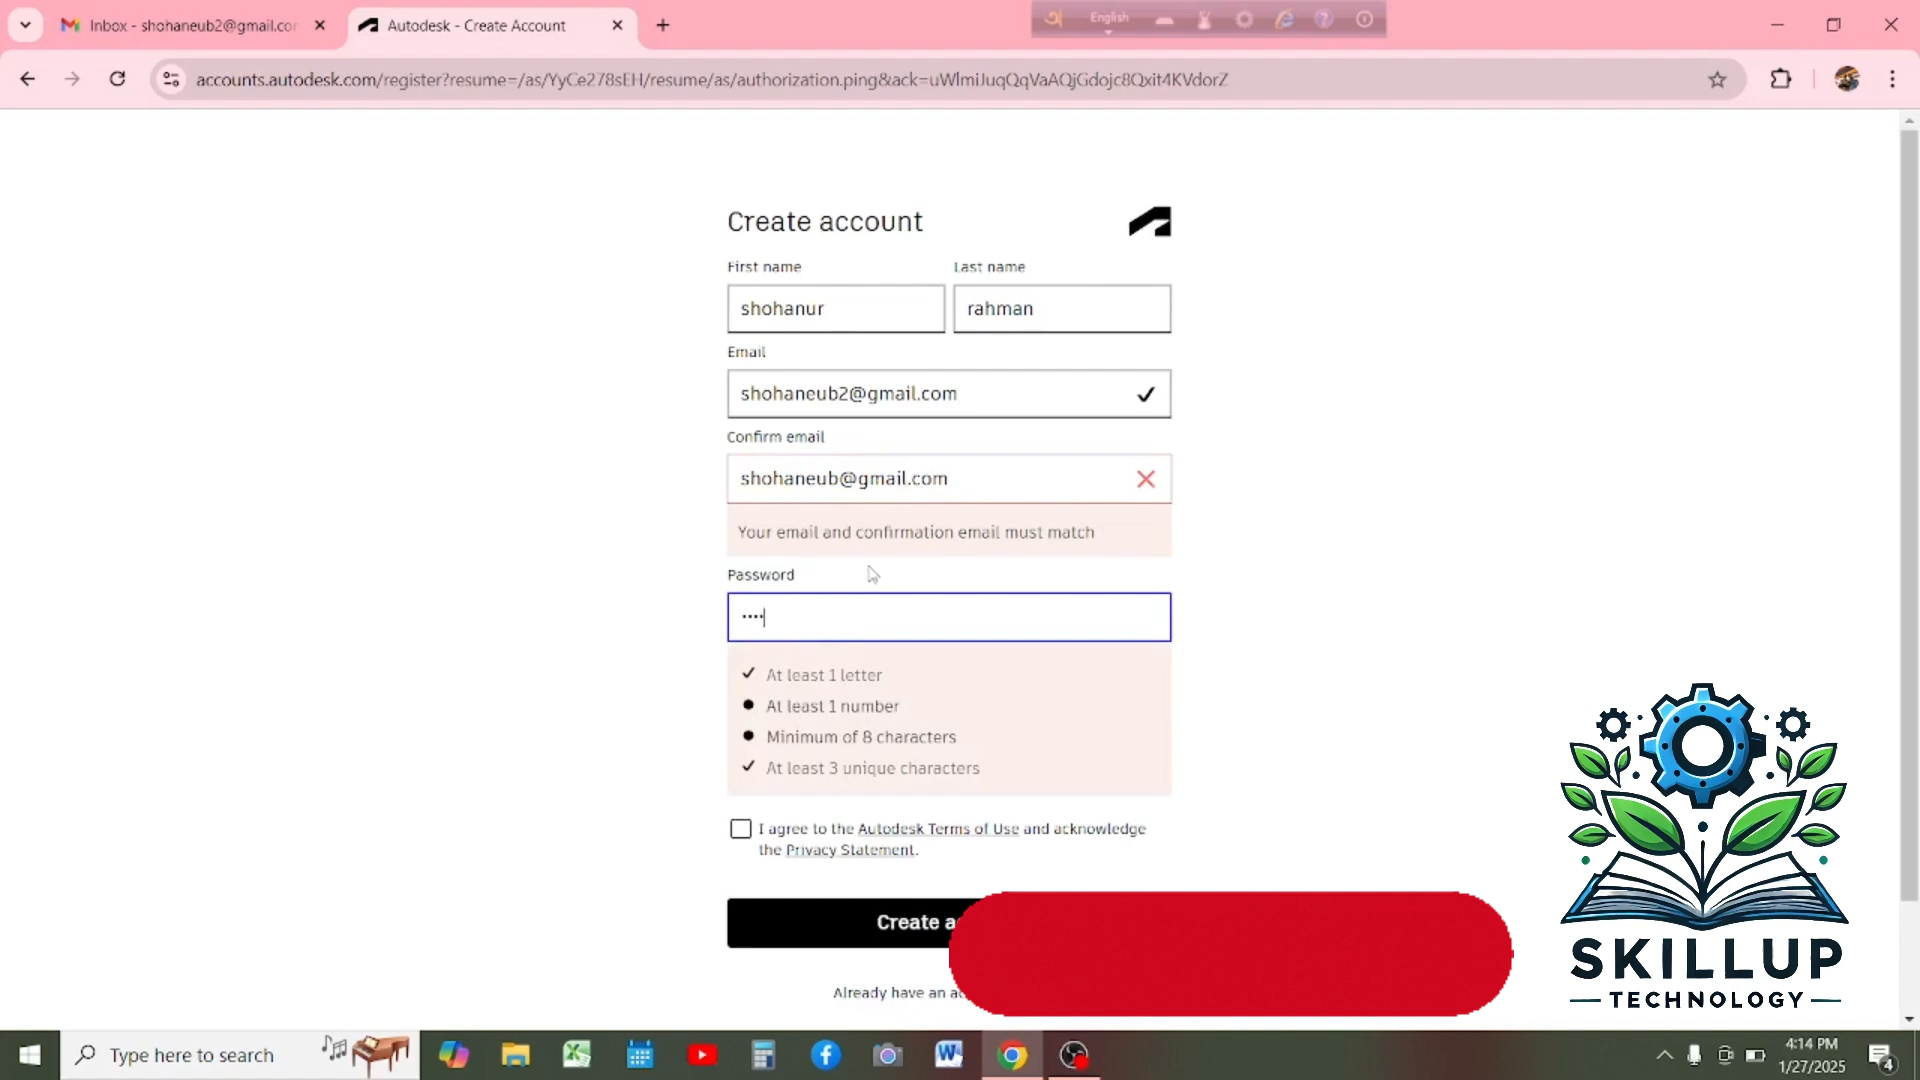 Inbox - shohaneub2@gmail.co
Autodesk - Create Account
English
accounts.autodesk.com/register?resume=/as/YyCe278sEH/resume/as/authorization.ping&ack=uWlmiJuqQqVaAQjGdojc8Qxit4KVdorZ
Create account
First name
Last name
shohanur
rahman
Email
shohaneub2@gmail.com
Confirm email
shohaneub@gmail.com
Your email and confirmation email must match
Password
At least 1 letter
At least 1 number
Minimum of 8 characters
At least 3 unique characters
I agree to the Autodesk Terms of Use and acknowledge
the Privacy Statement.
Create a
Already have an a
SKILLUP
TECHNOLOGY
Type here to search
4:14 PM
1/27/2025
4